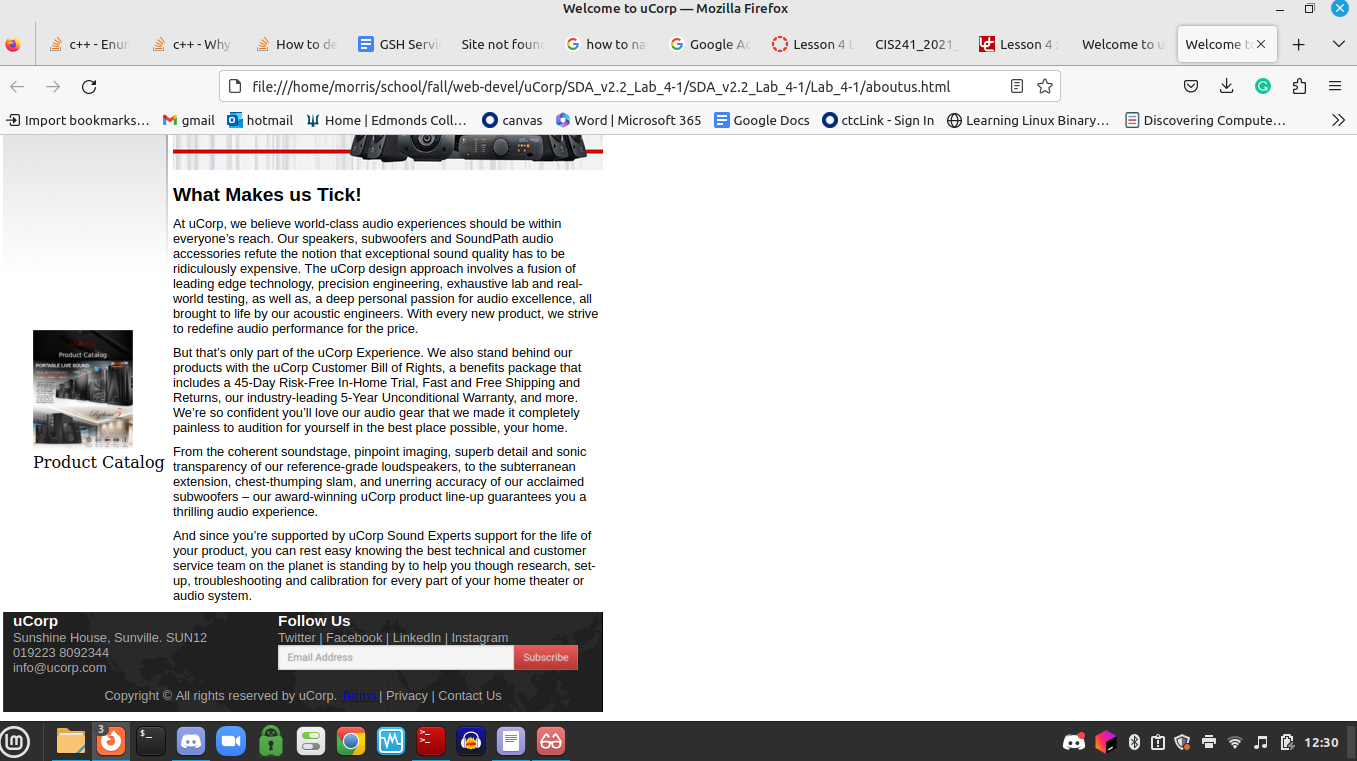 Welcome to uCorp — Mozilla Firefox
c++ - Enum
c++ - Why
How to de
GSH Servi
Site not found
how to na
Google Ac
Lesson 4 L
CIS241_2021_
Lesson 4 :
Welcome to u
Welcome to
file:///home/morris/school/fall/web-devel/uCorp/SDA_v2.2_Lab_4-1/SDA_v2.2_Lab_4-1/Lab_4-1/aboutus.html
Import bookmarks…
gmail
hotmail
Home | Edmonds Coll…
canvas
Word | Microsoft 365
Google Docs
ctcLink - Sign In
Learning Linux Binary…
Discovering Compute…
What Makes us Tick!
At uCorp, we believe world-class audio experiences should be within
everyone’s reach. Our speakers, subwoofers and SoundPath audio
accessories refute the notion that exceptional sound quality has to be
ridiculously expensive. The uCorp design approach involves a fusion of
leading edge technology, precision engineering, exhaustive lab and real-
world testing, as well as, a deep personal passion for audio excellence, all
brought to life by our acoustic engineers. With every new product, we strive
to redefine audio performance for the price.
But that’s only part of the uCorp Experience. We also stand behind our
products with the uCorp Customer Bill of Rights, a benefits package that
includes a 45-Day Risk-Free In-Home Trial, Fast and Free Shipping and
Returns, our industry-leading 5-Year Unconditional Warranty, and more.
We’re so confident you’ll love our audio gear that we made it completely
painless to audition for yourself in the best place possible, your home.
From the coherent soundstage, pinpoint imaging, superb detail and sonic
transparency of our reference-grade loudspeakers, to the subterranean
extension, chest-thumping slam, and unerring accuracy of our acclaimed
subwoofers – our award-winning uCorp product line-up guarantees you a
thrilling audio experience.
And since you’re supported by uCorp Sound Experts support for the life of
your product, you can rest easy knowing the best technical and customer
service team on the planet is standing by to help you though research, set-
up, troubleshooting and calibration for every part of your home theater or
audio system.
uCorp
Product Catalog
PORTABLE LIVE SOUND
Product Catalog
uCorp
Sunshine House, Sunville. SUN12
019223 8092344
info@ucorp.com
Follow Us
Twitter | Facebook | LinkedIn | Instagram
Email Address
Subscribe
Copyright © All rights reserved by uCorp. Terms | Privacy | Contact Us
3
12:30